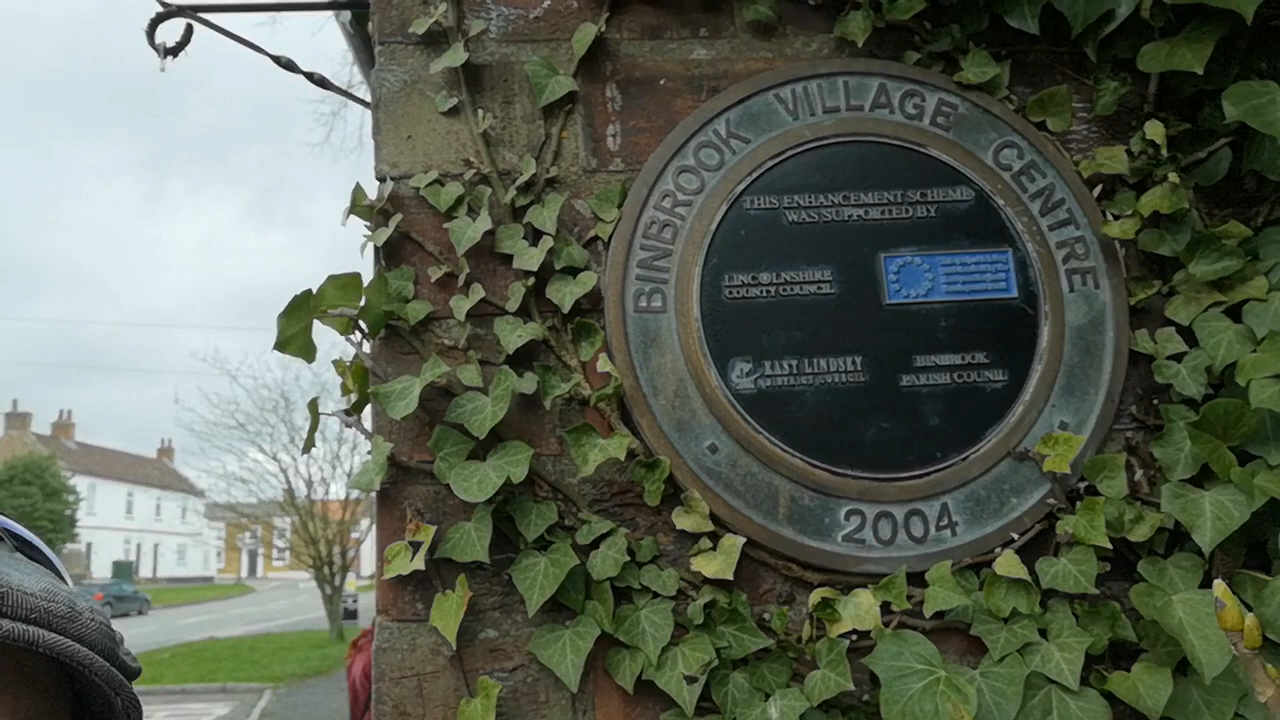 BINBROOK VILLAGE CENTRE
THIS ENHANCEMENT SCHEME
WAS SUPPORTED BY
LINCOLNSHIRE
COUNTY COUNCIL
EAST LINDSEY
DISTRICT COUNCIL
BINBROOK
PARISH COUNIL
2004